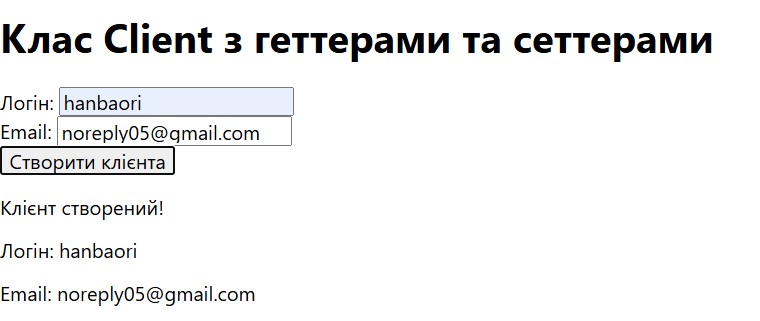 Клас Client з геттерами та сеттерами
Логін: hanbaori
Email: noreply05@gmail.com
Створити клієнта
Клієнт створений!
Логін: hanbaori
Email: noreply05@gmail.com